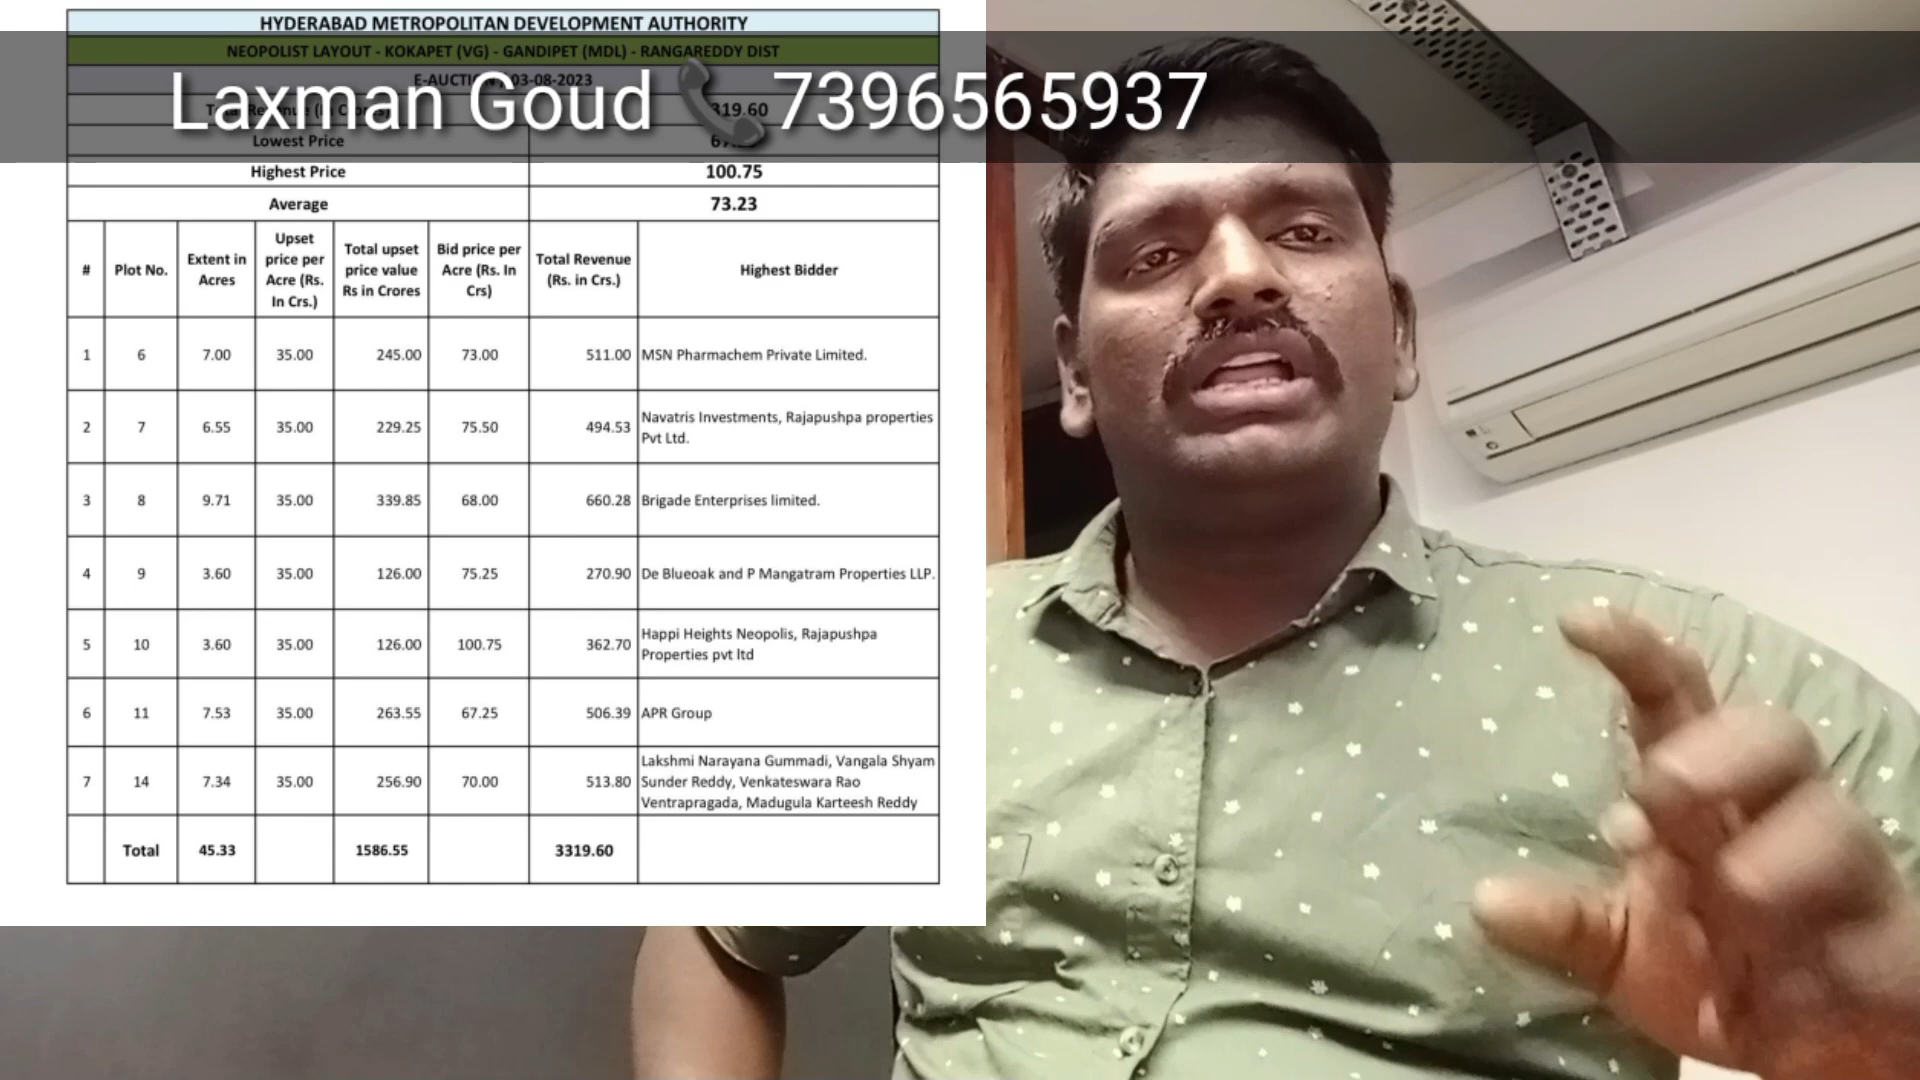 HYDERABAD METROPOLITAN DEVELOPMENT AUTHORITY
NEOPOLIST LAYOUT - KOKAPET (VG) - GANDIPET (MDL) - RANGAREDDY DIST
03-08-2023
Laxman Goud 📞 7396565937
Lowest Price
Highest Price 100.75
Average 73.23
# Plot No. Extent in Acres Upset price per Acre (Rs. In Crs.) Total upset price value Rs in Crores Bid price per Acre (Rs. In Crs) Total Revenue (Rs. in Crs.) Highest Bidder
1 6 7.00 35.00 245.00 73.00 511.00 MSN Pharmachem Private Limited.
2 7 6.55 35.00 229.25 75.50 494.53 Navatris Investments, Rajapushpa properties Pvt Ltd.
3 8 9.71 35.00 339.85 68.00 660.28 Brigade Enterprises limited.
4 9 3.60 35.00 126.00 75.25 270.90 De Blueoak and P Mangatram Properties LLP.
5 10 3.60 35.00 126.00 100.75 362.70 Happi Heights Neopolis, Rajapushpa Properties pvt ltd
6 11 7.53 35.00 263.55 67.25 506.39 APR Group
7 14 7.34 35.00 256.90 70.00 513.80 Lakshmi Narayana Gummadi, Vangala Shyam Sunder Reddy, Venkateswara Rao Ventrapragada, Madugula Karteesh Reddy
Total 45.33 1586.55 3319.60